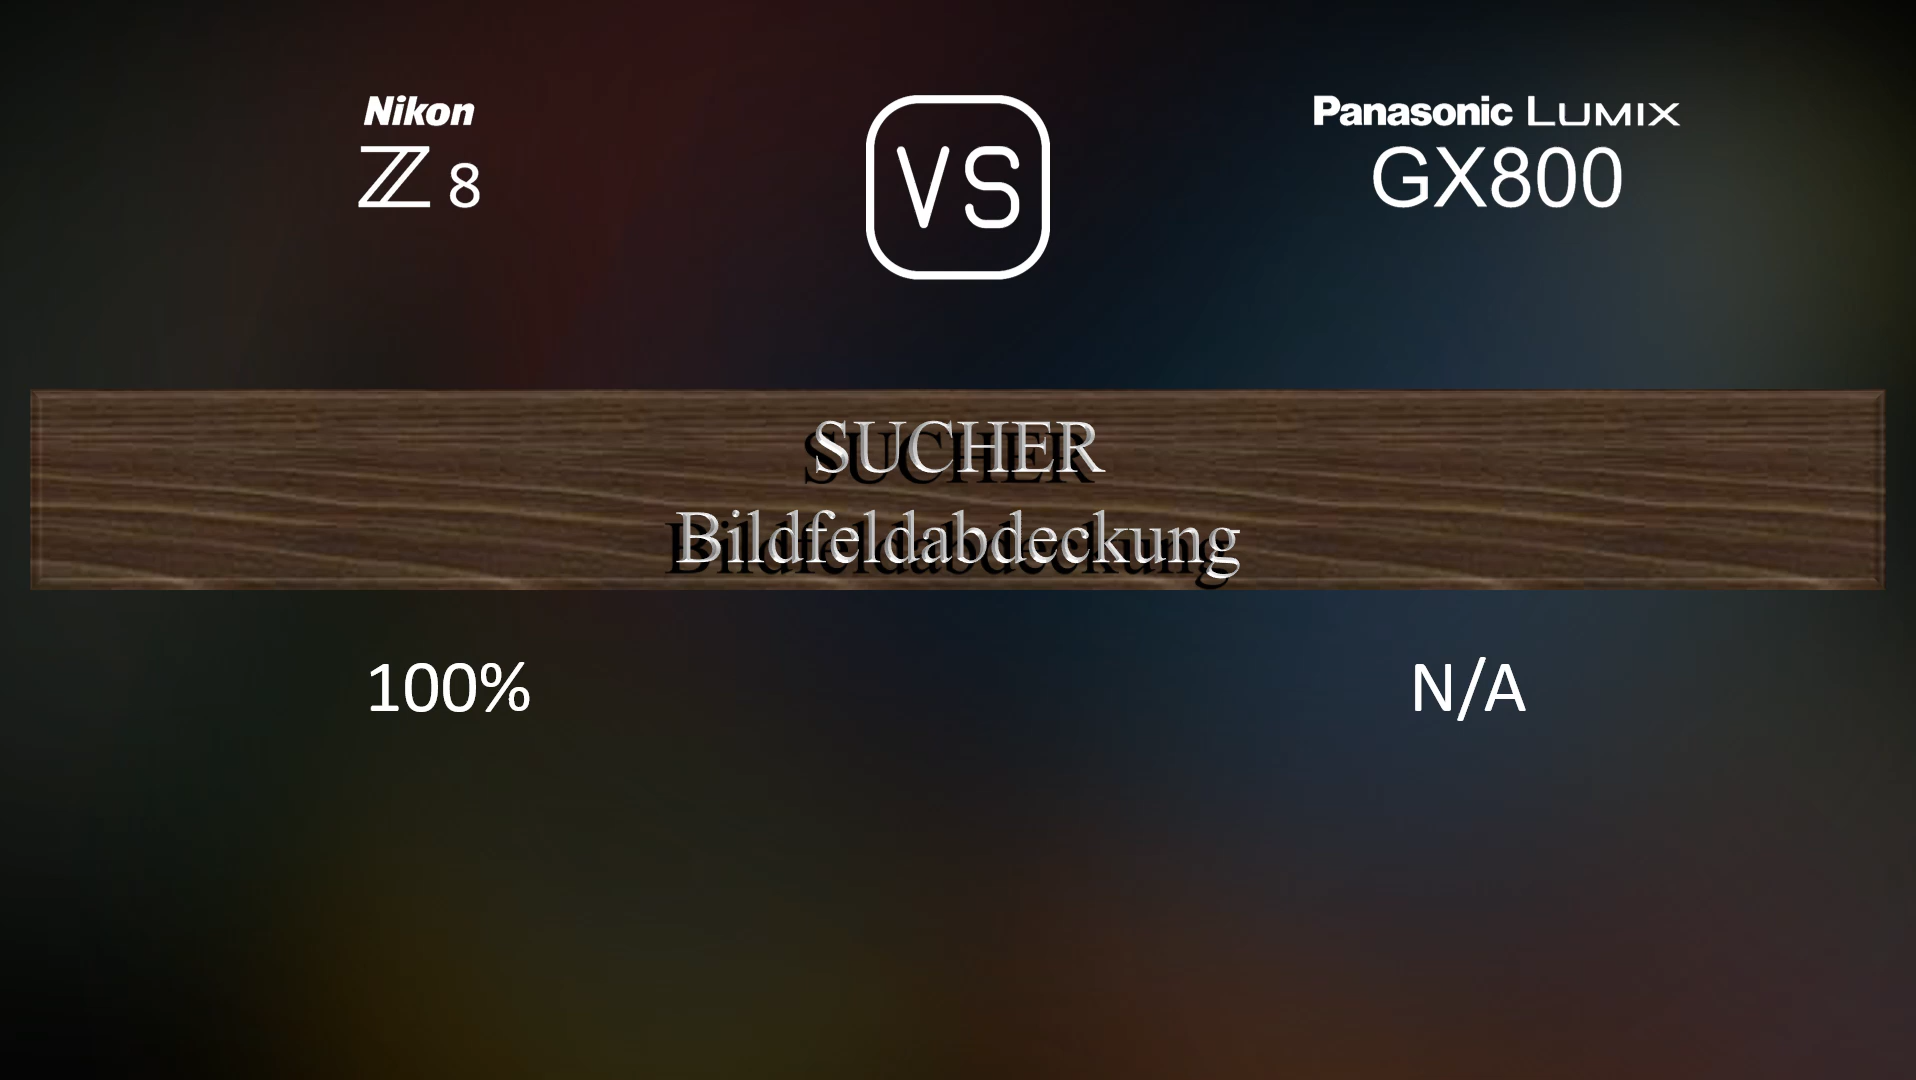 Nikon
Z 8
VS
Panasonic LUMIX
GX800
SUCHER
Bildfeldabdeckung
100%
N/A